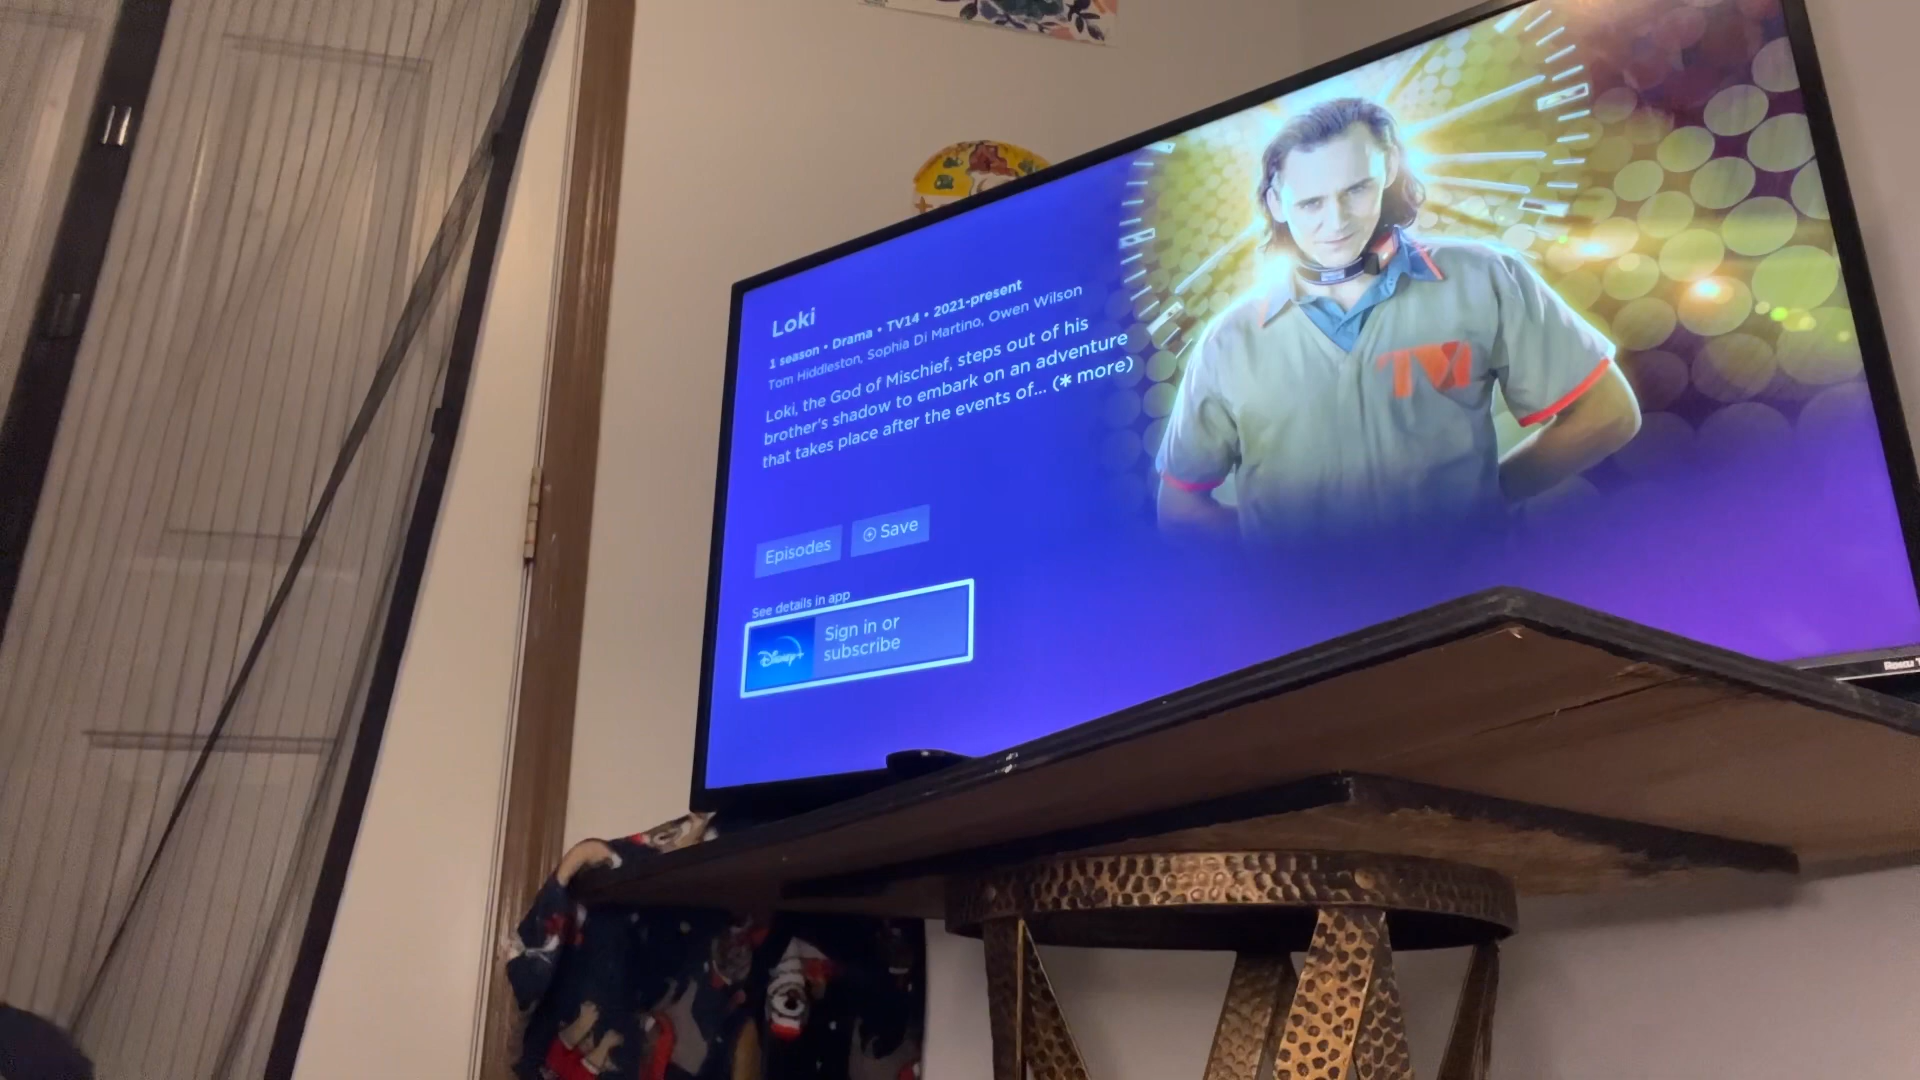 Loki
1 season • Drama • TV14 • 2021-present
Tom Hiddleston, Sophia Di Martino, Owen Wilson
Loki, the God of Mischief, steps out of his
brother's shadow to embark on an adventure
that takes place after the events of... (* more)
Episodes
Save
See details in app
Disney+
Sign in or
subscribe
TVA
Roku